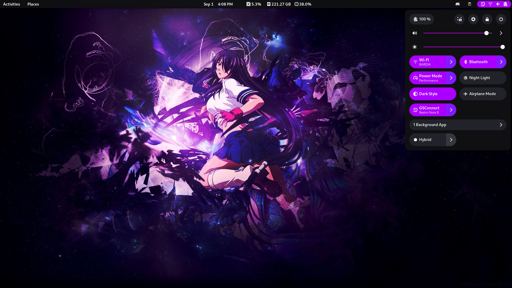 Activities Places Sep 1 4:08 PM 5.3% 221.27 GB 38.0%
100 %
Wi-Fi Bluetooth
Power Mode Night Light
Performance
Dark Style Airplane Mode
GSConnect
1 Background App
Hybrid